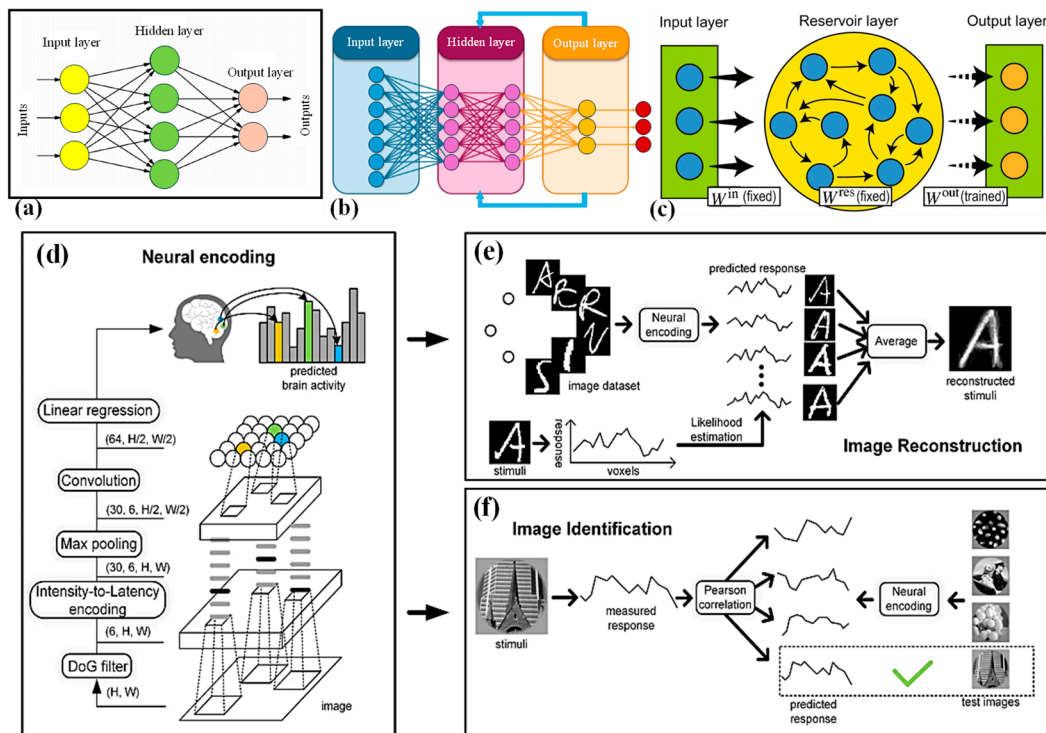 Input layer
Hidden layer
Output layer
Inputs
Outputs
(a)
Input layer
Hidden layer
Output layer
(b)
Input layer
Reservoir layer
Output layer
W^in (fixed)
W^res (fixed)
W^out (trained)
(c)
(d)
Neural encoding
predicted
brain activity
Linear regression
(64, H/2, W/2)
Convolution
(30, 6, H/2, W/2)
Max pooling
(30, 6, H, W)
Intensity-to-Latency
encoding
(6, H, W)
DoG filter
(H, W)
image
(e)
A
R
R
N
I
S
image dataset
Neural
encoding
predicted response
A
A
A
A
Average
A
reconstructed
stimuli
A
stimuli
response
voxels
Likelihood
estimation
Image Reconstruction
(f)
Image Identification
stimuli
measured
response
Pearson
correlation
Neural
encoding
predicted
response
test images